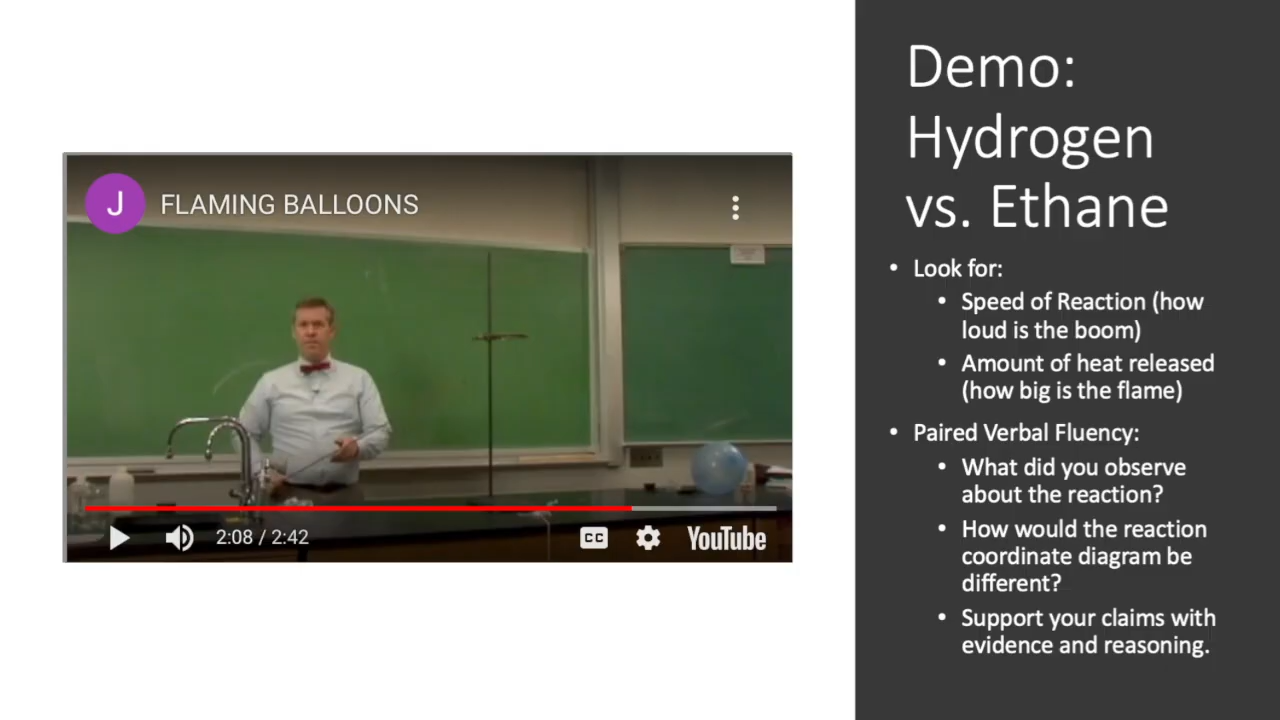 J
FLAMING BALLOONS
2:08 / 2:42
CC
YouTube
Demo:
Hydrogen
vs. Ethane
• Look for:
• Speed of Reaction (how
loud is the boom)
• Amount of heat released
(how big is the flame)
• Paired Verbal Fluency:
• What did you observe
about the reaction?
• How would the reaction
coordinate diagram be
different?
• Support your claims with
evidence and reasoning.